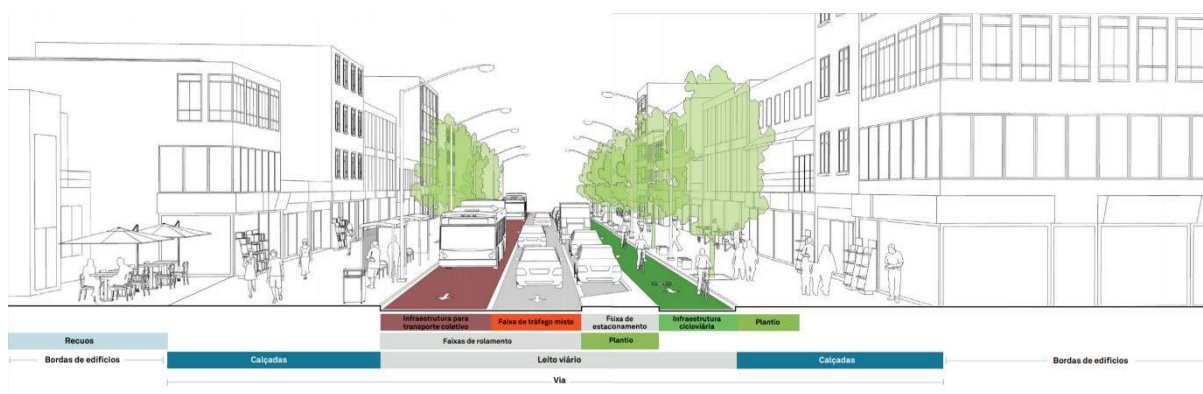 Infraestrutura para
transporte coletivo
Faixa de tráfego misto
Faixa de
estacionamento
Infraestrutura
cicloviária
Plantio
Recuos
Faixas de rolamento
Plantio
Bordas de edifícios
Calçadas
Leito viário
Calçadas
Bordas de edifícios
Via